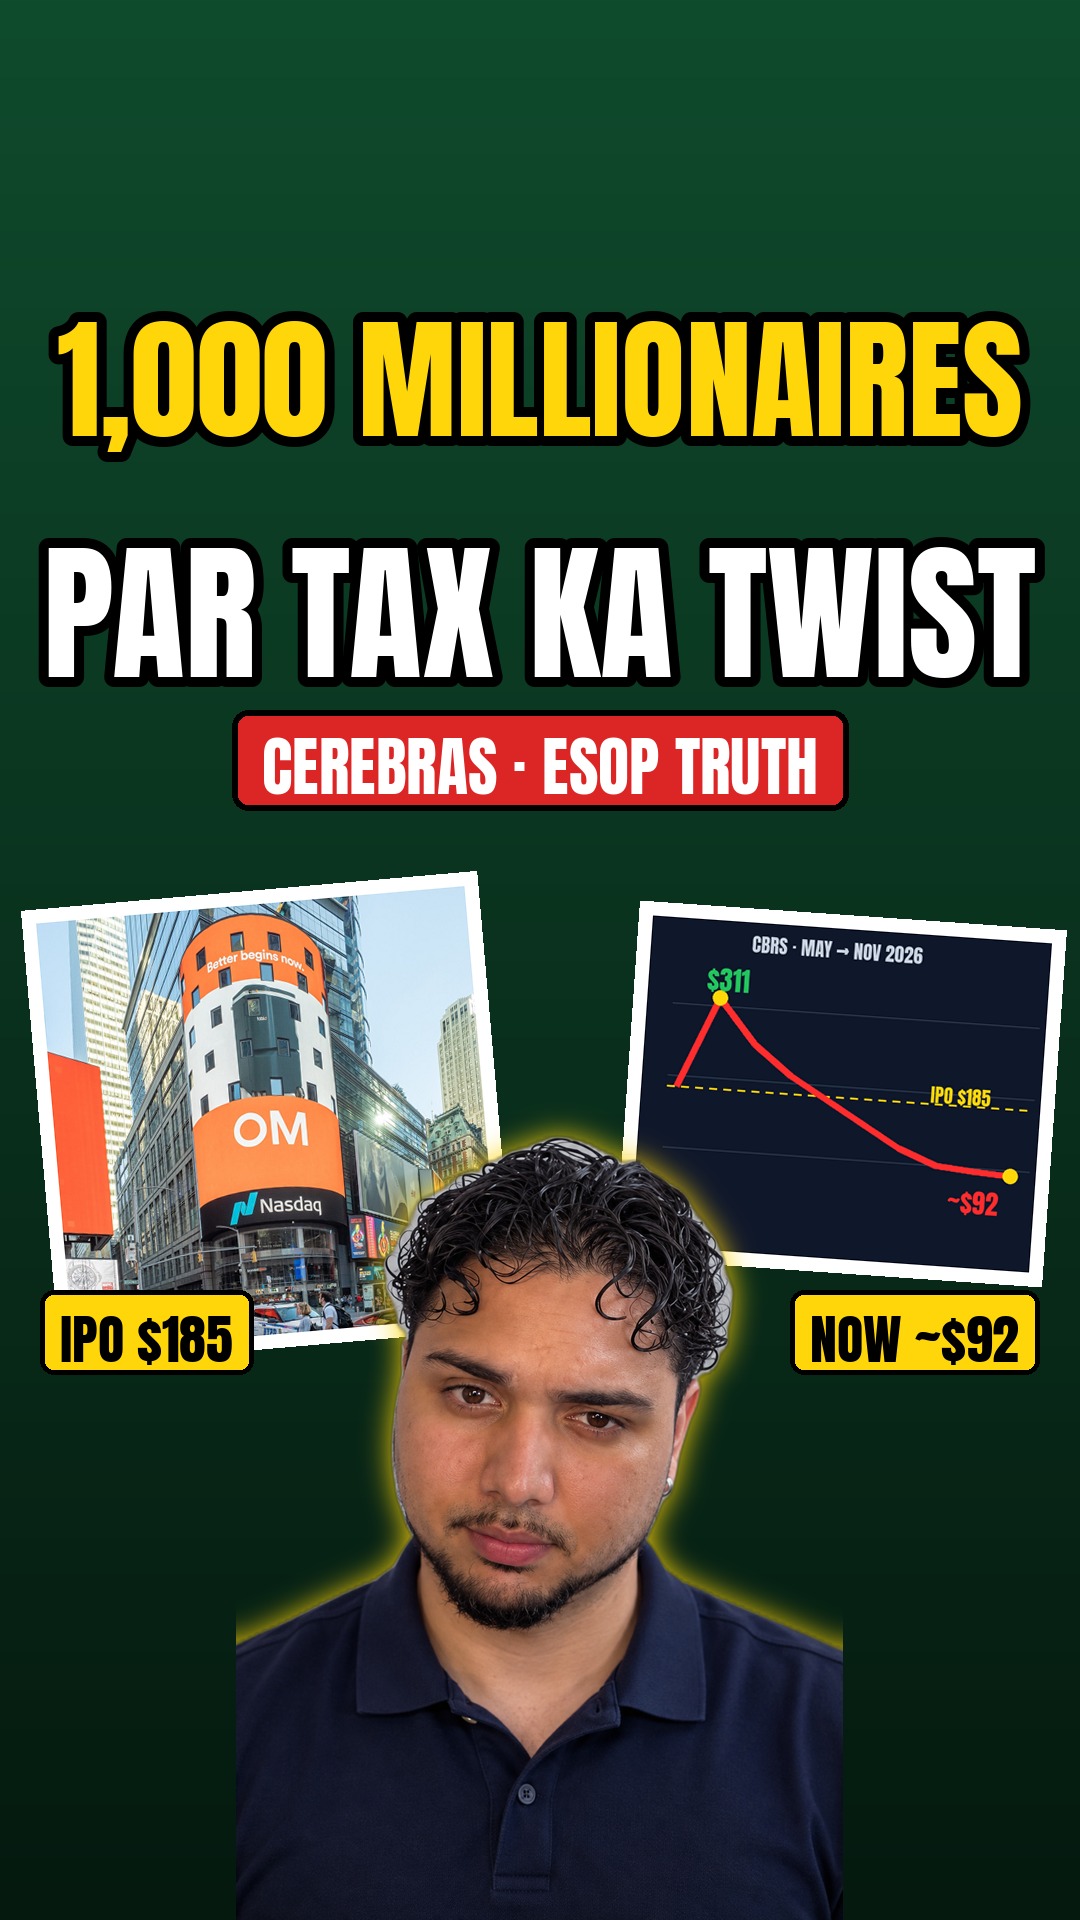 1,000 MILLIONAIRES
PAR TAX KA TWIST
CEREBRAS · ESOP TRUTH
Better begins now.
OM
Nasdaq
CBRS · MAY → NOV 2026
$311
IPO $185
~$92
IPO $185
NOW ~$92